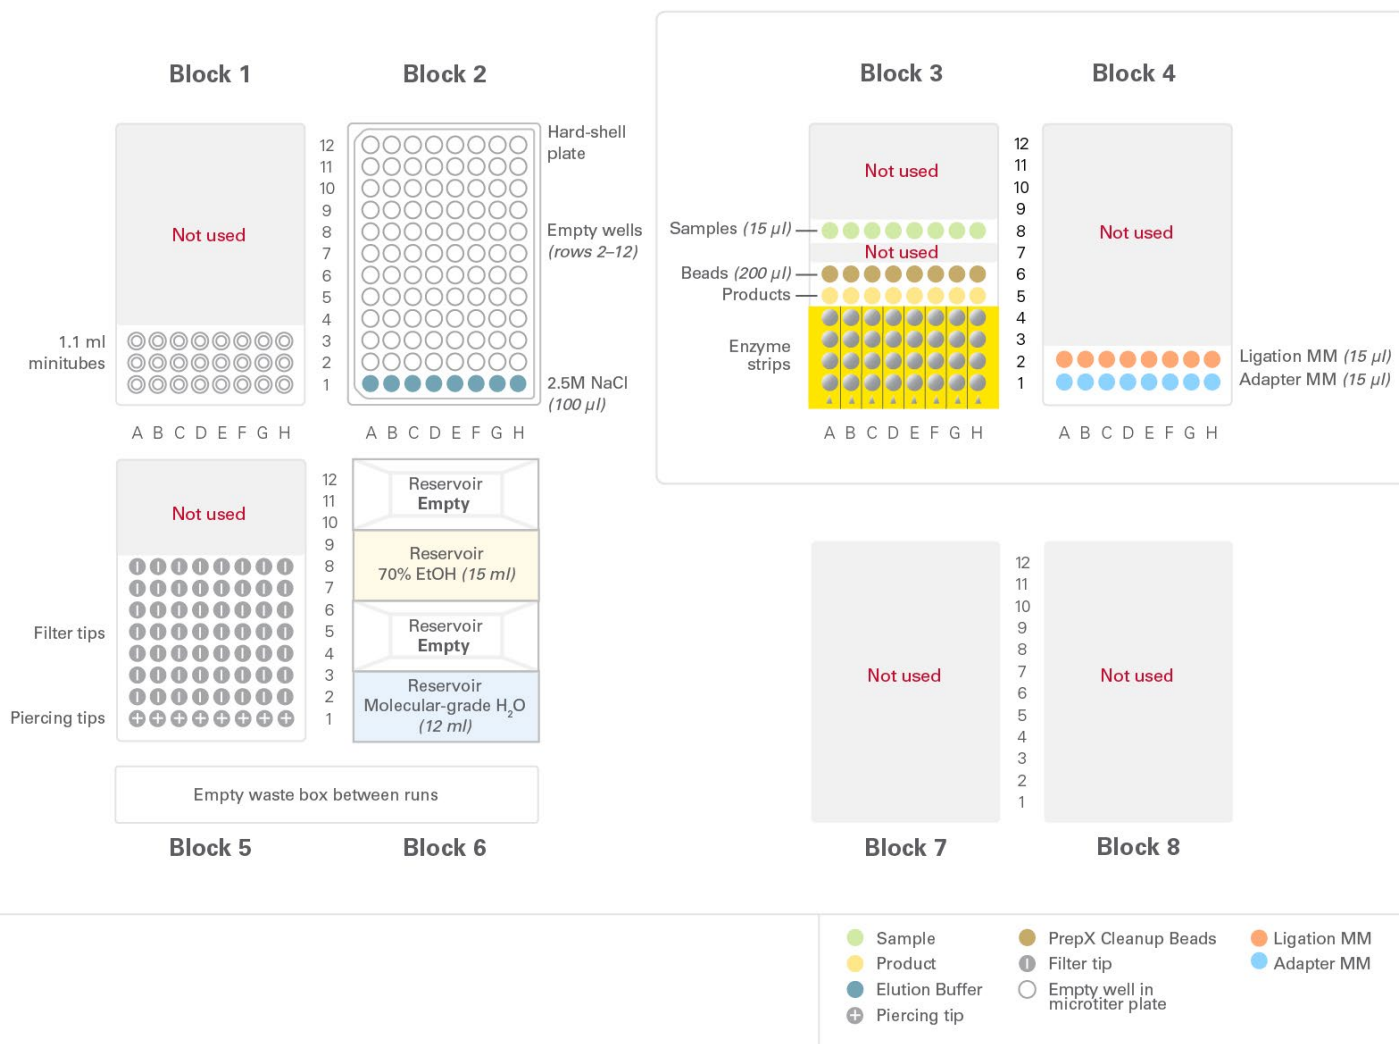 Block 1
Block 2
Block 3
Block 4
Not used
1.1 ml
minitubes
12
11
10
9
8
7
6
5
4
3
2
1
A B C D E F G H
Hard-shell
plate
Empty wells
(rows 2–12)
2.5M NaCl
(100 µl)
A B C D E F G H
Not used
Samples (15 µl)
Not used
Beads (200 µl)
Products
Enzyme
strips
A B C D E F G H
12
11
10
9
8
7
6
5
4
3
2
1
Not used
Ligation MM (15 µl)
Adapter MM (15 µl)
A B C D E F G H
Not used
Filter tips
Piercing tips
12
11
10
9
8
7
6
5
4
3
2
1
Reservoir
Empty
Reservoir
70% EtOH (15 ml)
Reservoir
Empty
Reservoir
Molecular-grade H₂O
(12 ml)
Empty waste box between runs
Block 5
Block 6
Not used
12
11
10
9
8
7
6
5
4
3
2
1
Not used
Block 7
Block 8
Sample
Product
Elution Buffer
Piercing tip
PrepX Cleanup Beads
Filter tip
Empty well in
microtiter plate
Ligation MM
Adapter MM